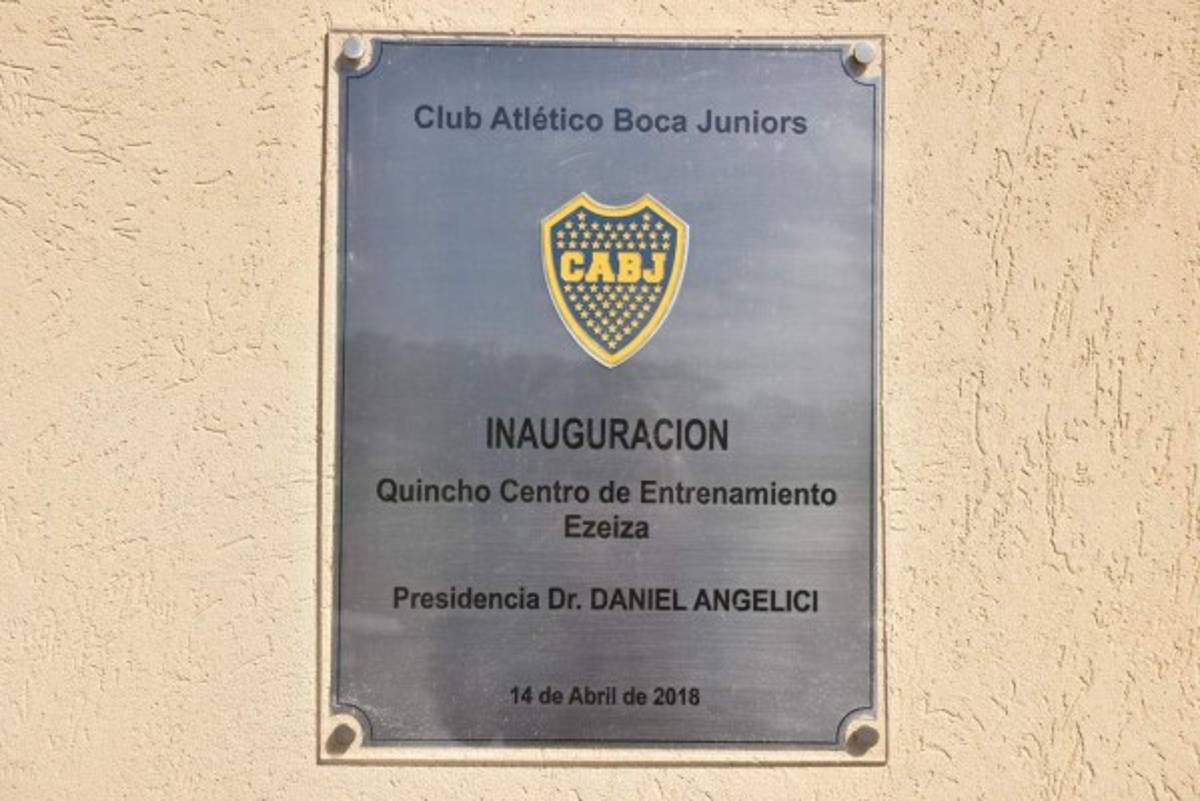 Club Atlético Boca Juniors
CABJ
INAUGURACION
Quincho Centro de Entrenamiento
Ezeiza
Presidencia Dr. DANIEL ANGELICI
14 de Abril de 2018